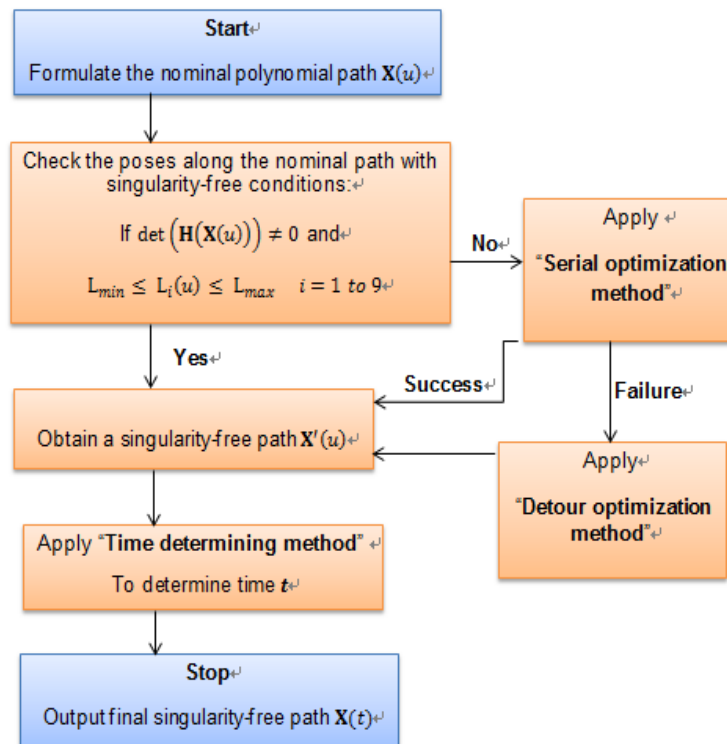 Start↵
Formulate the nominal polynomial path X(u)↵
Check the poses along the nominal path with
singularity-free conditions:↵
If det (H(X(u))) ≠ 0 and↵
L_min ≤ L_i(u) ≤ L_max i = 1 to 9↵
No↵
Apply ↵
“Serial optimization
method”↵
Yes↵
Success↵
Failure↵
Obtain a singularity-free path X′(u)↵
Apply↵
“Detour optimization
method”↵
Apply “Time determining method” ↵
To determine time t↵
Stop↵
Output final singularity-free path X(t)↵